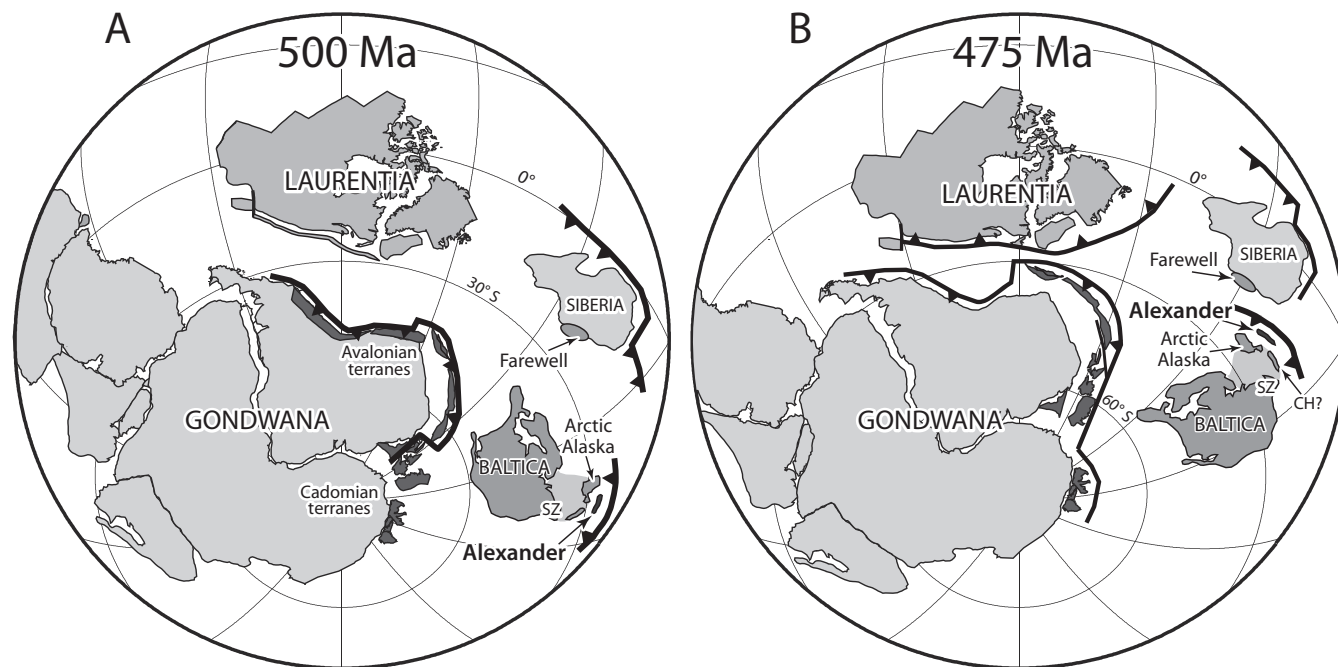 A
500 Ma
LAURENTIA
0°
30° S
SIBERIA
Farewell
Avalonian
terranes
GONDWANA
Arctic
Alaska
BALTICA
Cadomian
terranes
SZ
Alexander
B
475 Ma
LAURENTIA
0°
Farewell
SIBERIA
Alexander
Arctic
Alaska
SZ
CH?
60° S
GONDWANA
BALTICA